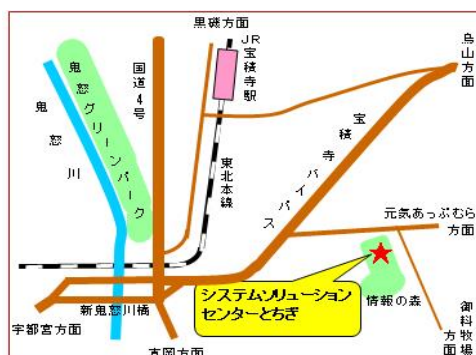 黒磯方面
JR宝積寺駅
烏山方面
国道4号
鬼怒グリーンパーク
鬼怒川
東北本線
宝積寺バイパス
元気あっぷむら
方面
システムソリューション
センターとちぎ
情報の森
御料牧場方面
新鬼怒川橋
宇都宮方面
真岡方面